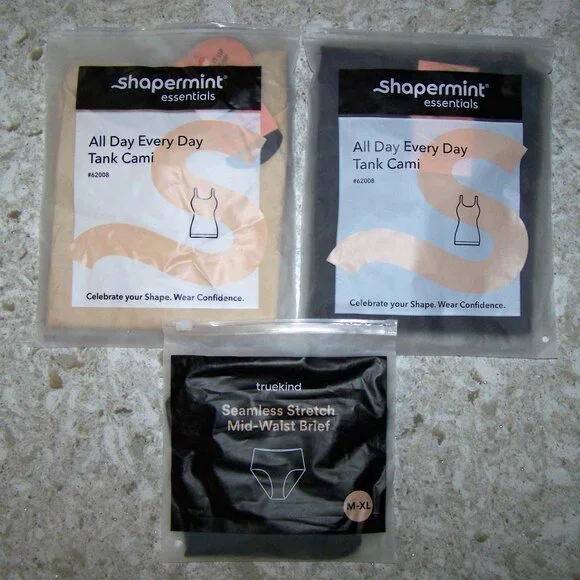 shapermint®
essentials
All Day Every Day
Tank Cami
#62008
Celebrate your Shape. Wear Confidence.
shapermint®
essentials
All Day Every Day
Tank Cami
#62008
Celebrate your Shape. Wear Confidence.
truekind
Seamless Stretch
Mid-Waist Brief
M-XL